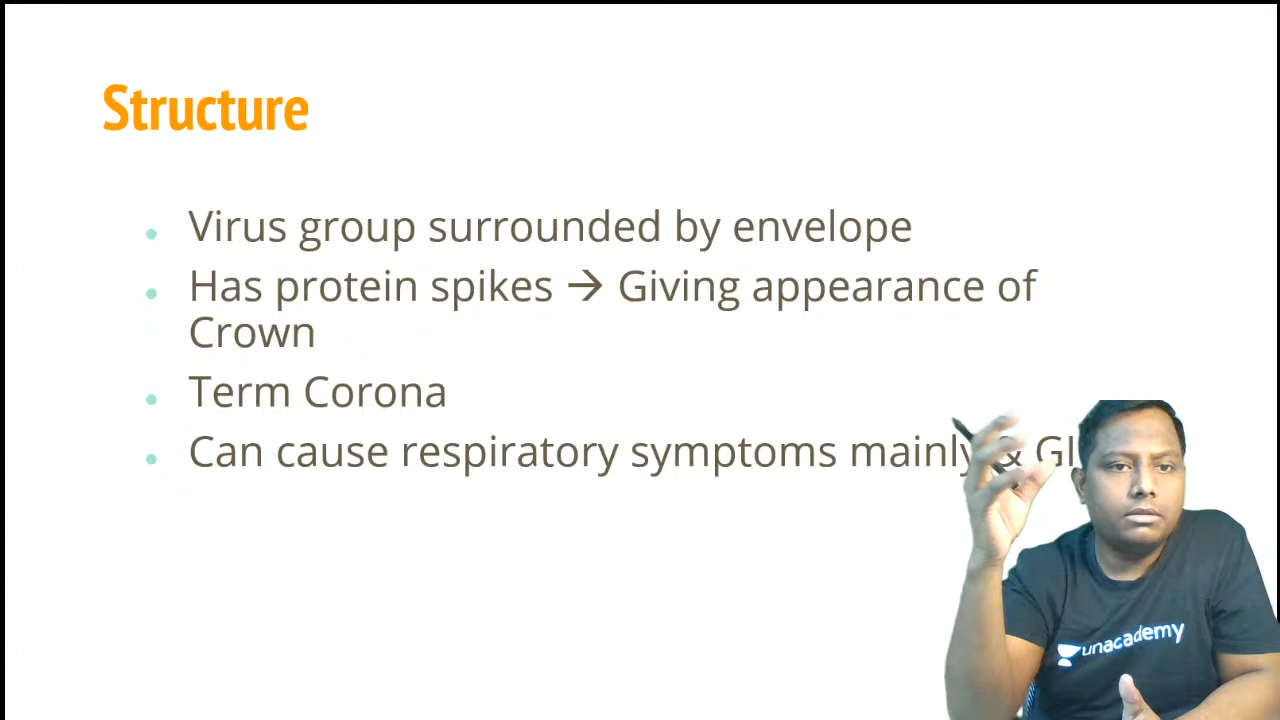 Structure
Virus group surrounded by envelope
Has protein spikes → Giving appearance of
Crown
Term Corona
Can cause respiratory symptoms mainly & GI
unacademy